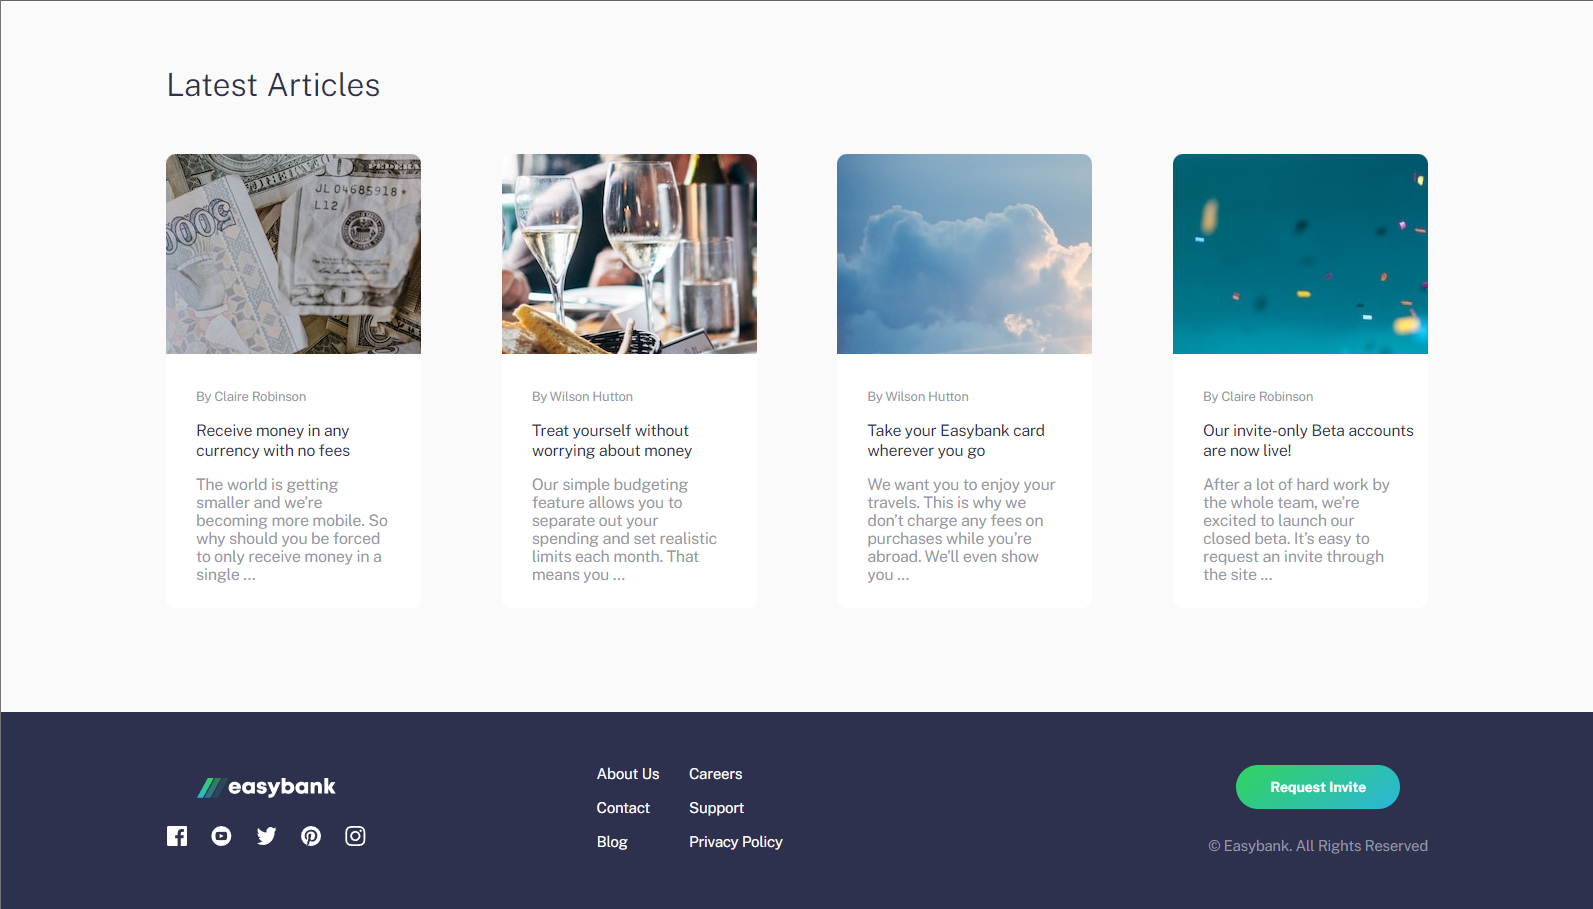 Latest Articles
JL 04685918 *
L12
By Claire Robinson
Receive money in any
currency with no fees
The world is getting
smaller and we're
becoming more mobile. So
why should you be forced
to only receive money in a
single ...
By Wilson Hutton
Treat yourself without
worrying about money
Our simple budgeting
feature allows you to
separate out your
spending and set realistic
limits each month. That
means you ...
By Wilson Hutton
Take your Easybank card
wherever you go
We want you to enjoy your
travels. This is why we
don't charge any fees on
purchases while you're
abroad. We'll even show
you ...
By Claire Robinson
Our invite-only Beta accounts
are now live!
After a lot of hard work by
the whole team, we're
excited to launch our
closed beta. It's easy to
request an invite through
the site ...
easybank
About Us
Contact
Blog
Careers
Support
Privacy Policy
Request Invite
© Easybank. All Rights Reserved